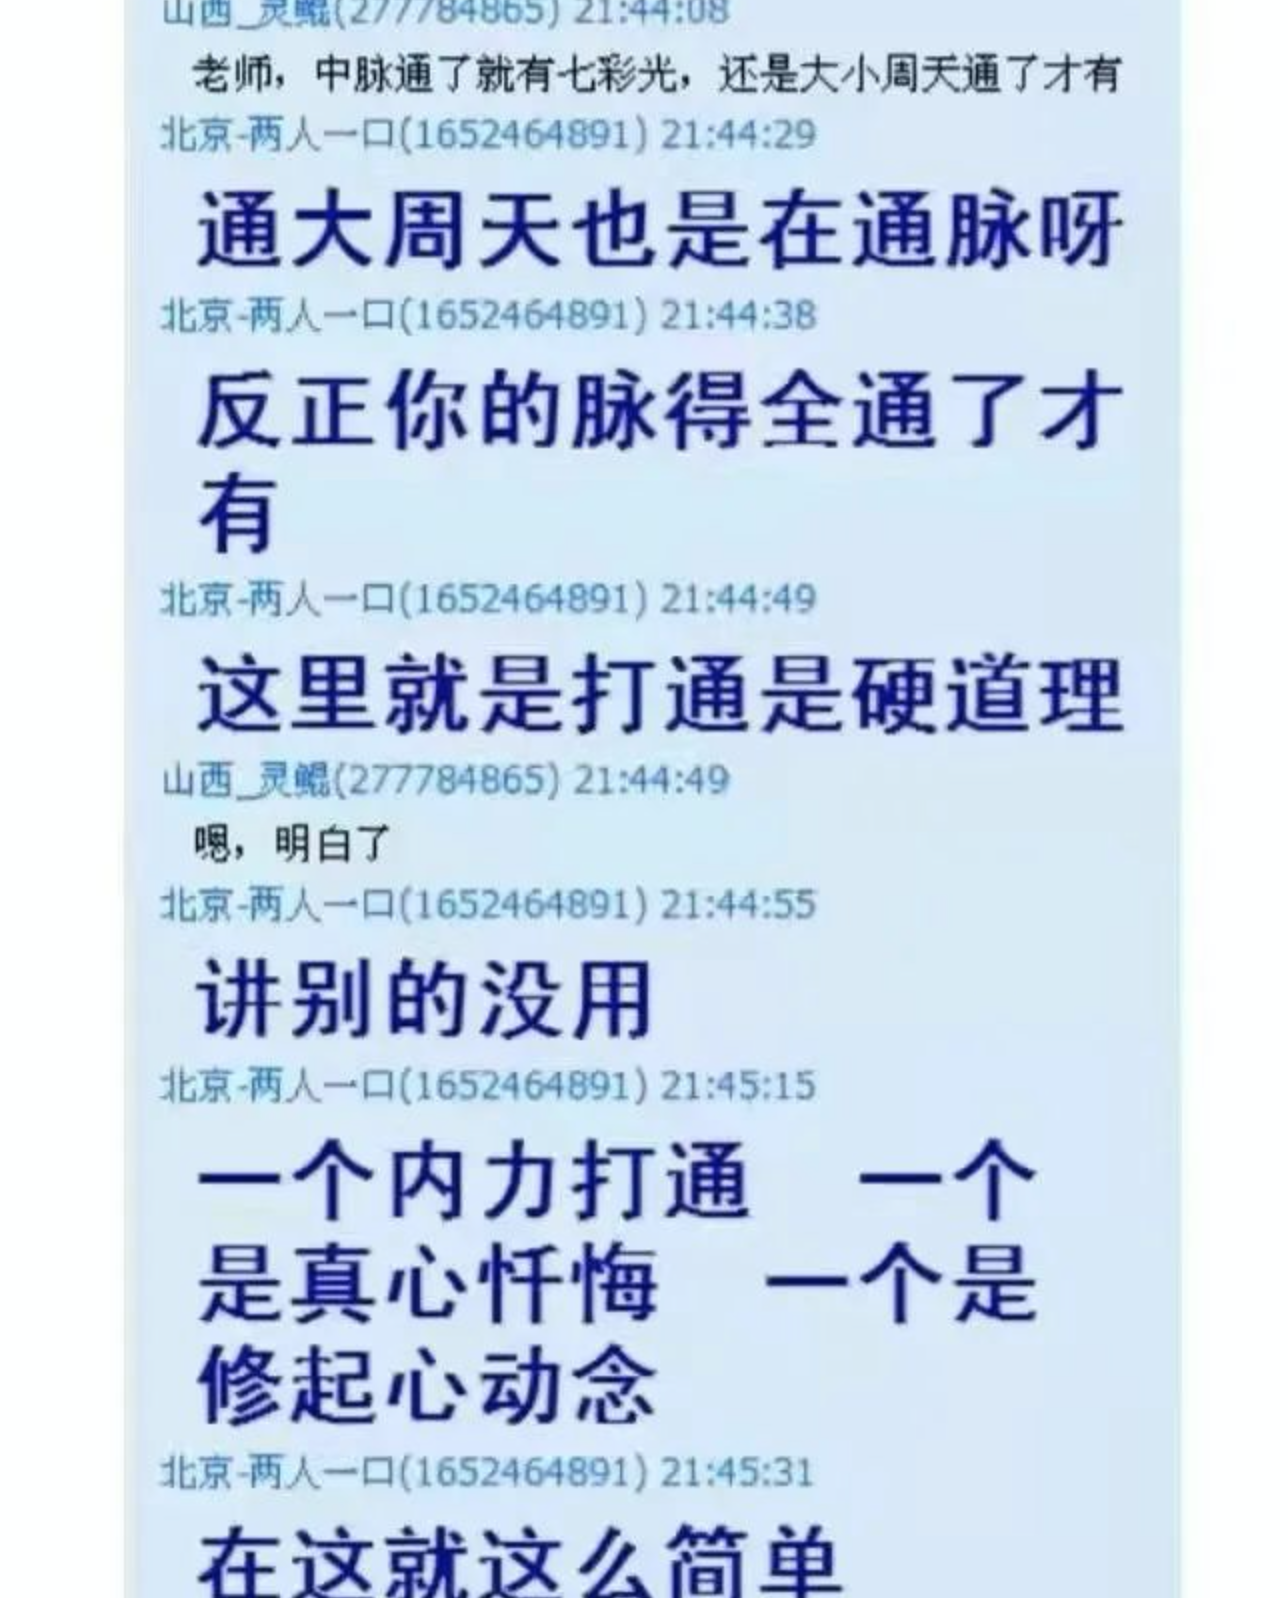 山西_灵鲲(277784865) 21:44:08
老师，中脉通了就有七彩光，还是大小周天通了才有
北京-两人一口(1652464891) 21:44:29
通大周天也是在通脉呀
北京-两人一口(1652464891) 21:44:38
反正你的脉得全通了才
有
北京-两人一口(1652464891) 21:44:49
这里就是打通是硬道理
山西_灵鲲(277784865) 21:44:49
嗯，明白了
北京-两人一口(1652464891) 21:44:55
讲别的没用
北京-两人一口(1652464891) 21:45:15
一个内力打通　一个
是真心忏悔　一个是
修起心动念
北京-两人一口(1652464891) 21:45:31
在这就这么简单